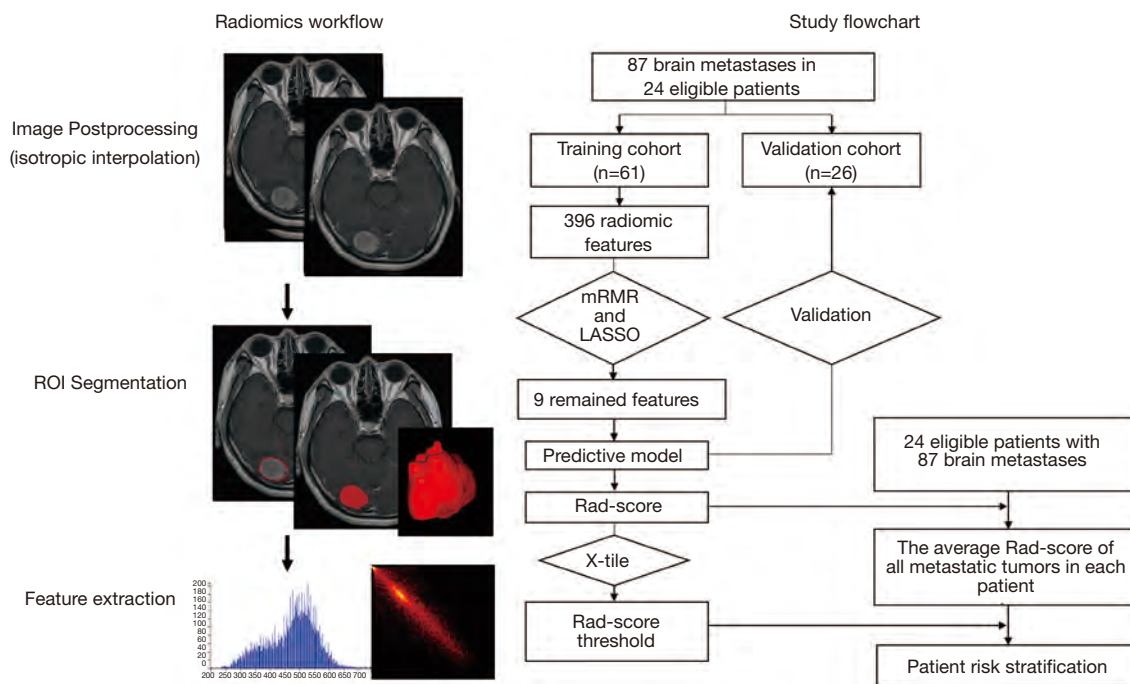 Radiomics workflow
Image Postprocessing
(isotropic interpolation)
ROI Segmentation
Feature extraction
200
180
160
140
120
100
80
60
40
20
0
200 250 300 350 400 450 500 550 600 650 700
Study flowchart
87 brain metastases in
24 eligible patients
Training cohort
(n=61)
Validation cohort
(n=26)
396 radiomic
features
mRMR
and
LASSO
Validation
9 remained features
Predictive model
24 eligible patients with
87 brain metastases
Rad-score
X-tile
The average Rad-score of
all metastatic tumors in each
patient
Rad-score
threshold
Patient risk stratification